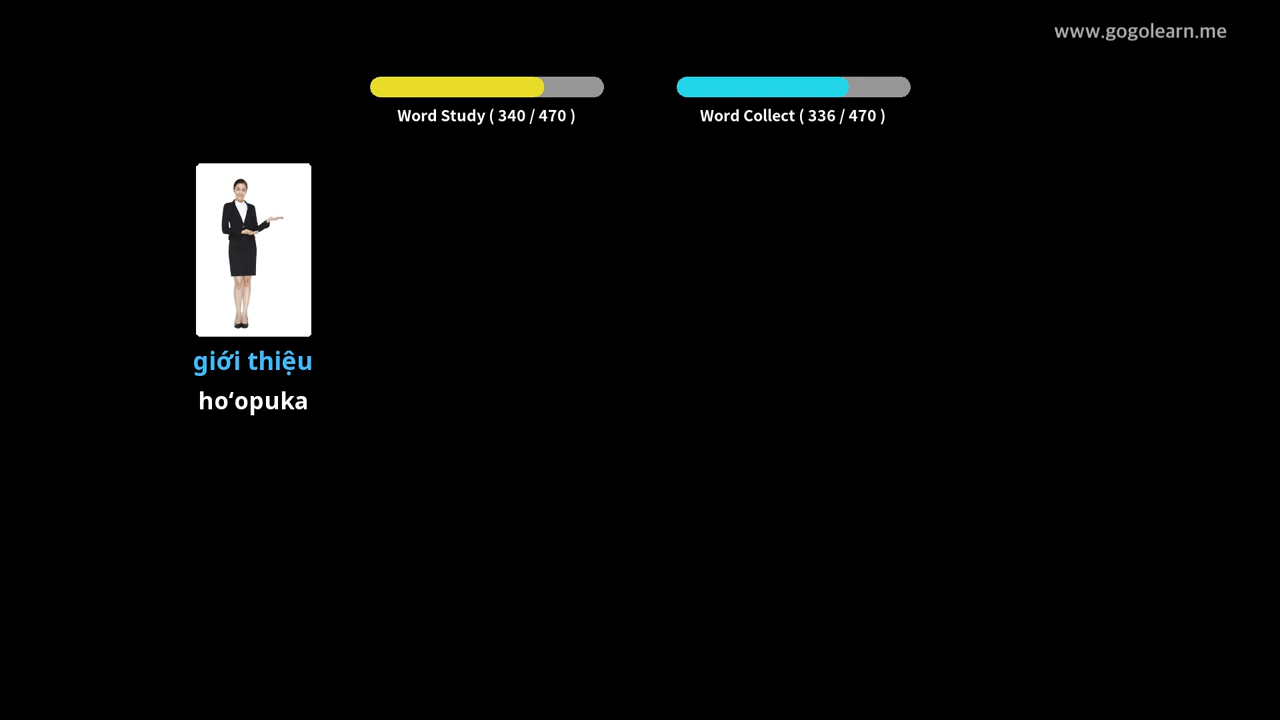 www.gogolearn.me
Word Study ( 340 / 470 )
Word Collect ( 336 / 470 )
giới thiệu
hoʻopuka